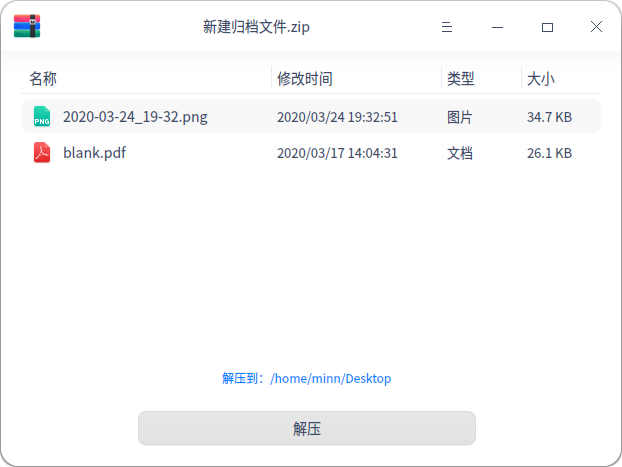 新建归档文件.zip
名称 修改时间 类型 大小
PNG 2020-03-24_19-32.png 2020/03/24 19:32:51 图片 34.7 KB
blank.pdf 2020/03/17 14:04:31 文档 26.1 KB
解压到：/home/minn/Desktop
解压